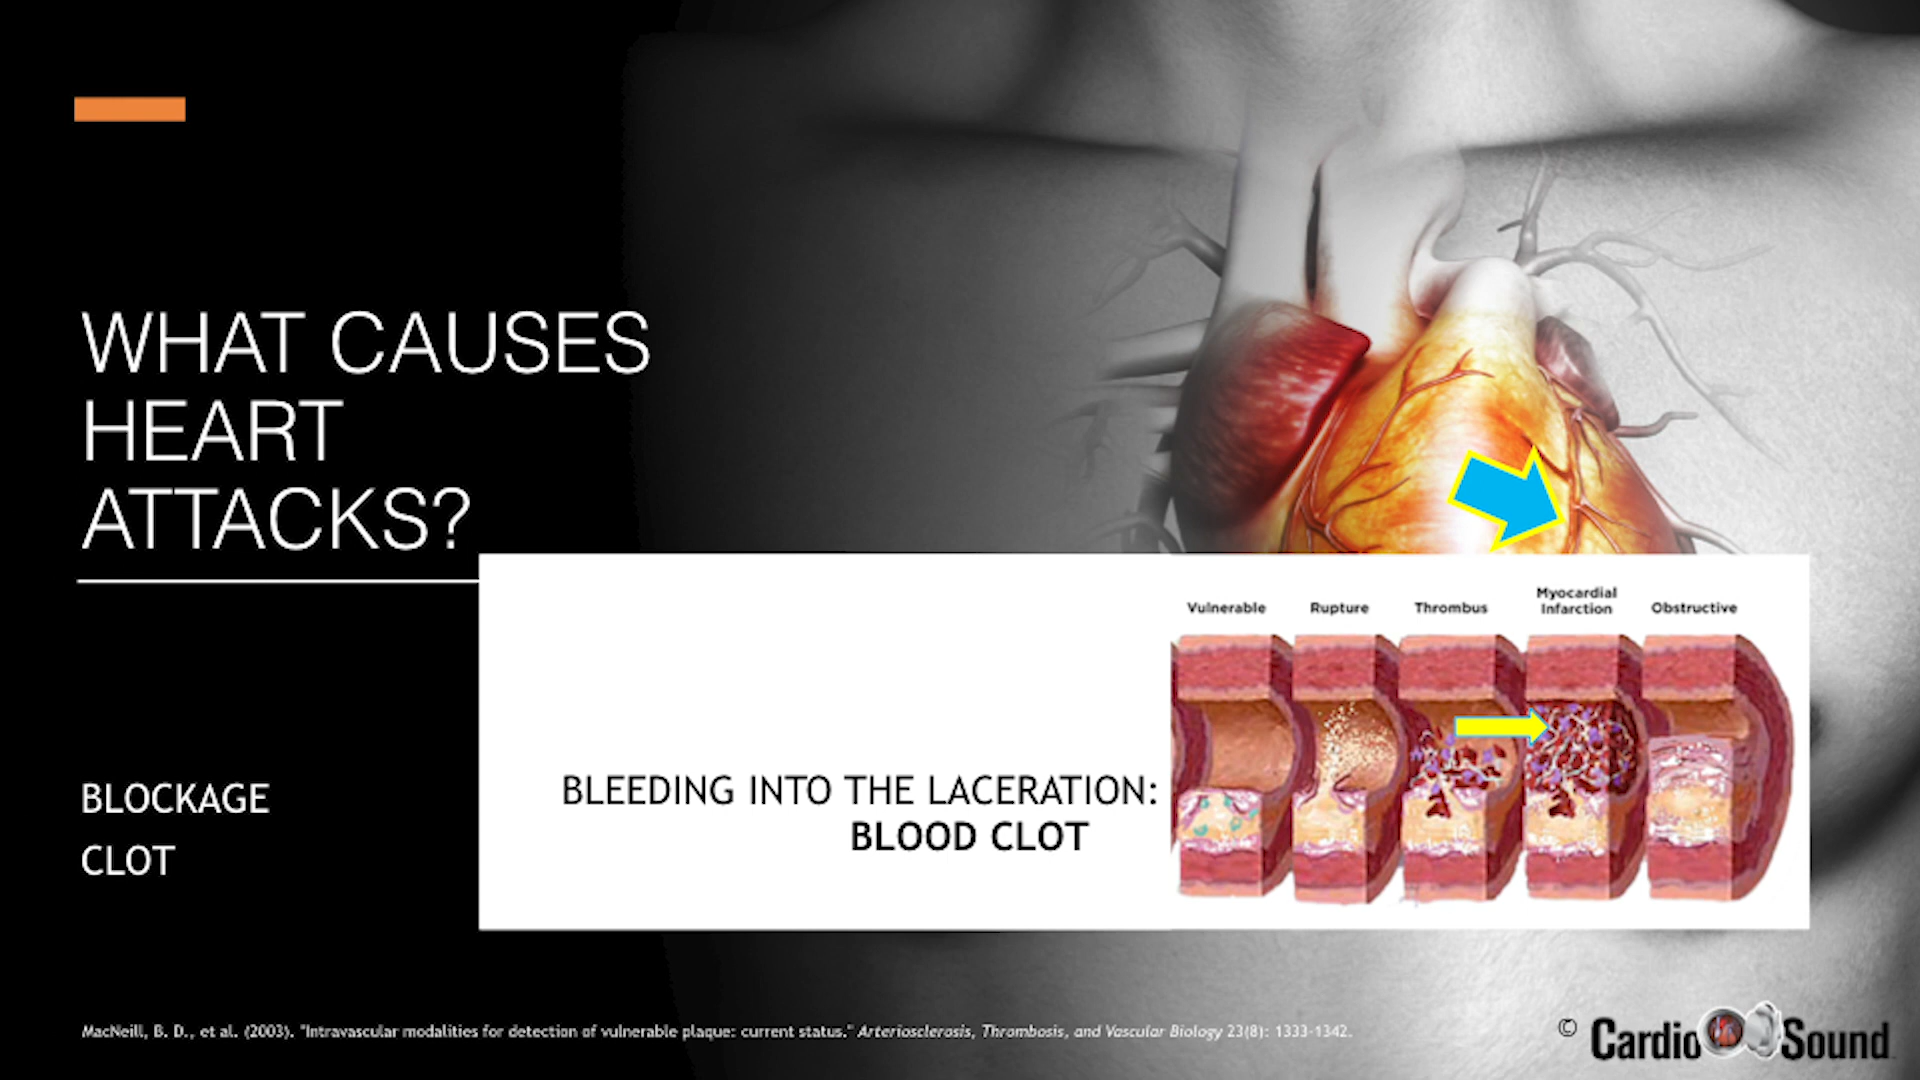 WHAT CAUSES
HEART
ATTACKS?
BLOCKAGE
CLOT
BLEEDING INTO THE LACERATION:
BLOOD CLOT
Vulnerable
Rupture
Thrombus
Myocardial
Infarction
Obstructive
MacNeill, B. D., et al. (2003). "Intravascular modalities for detection of vulnerable plaque: current status." Arteriosclerosis, Thrombosis, and Vascular Biology 23(8): 1333-1342.
© Cardio Sound